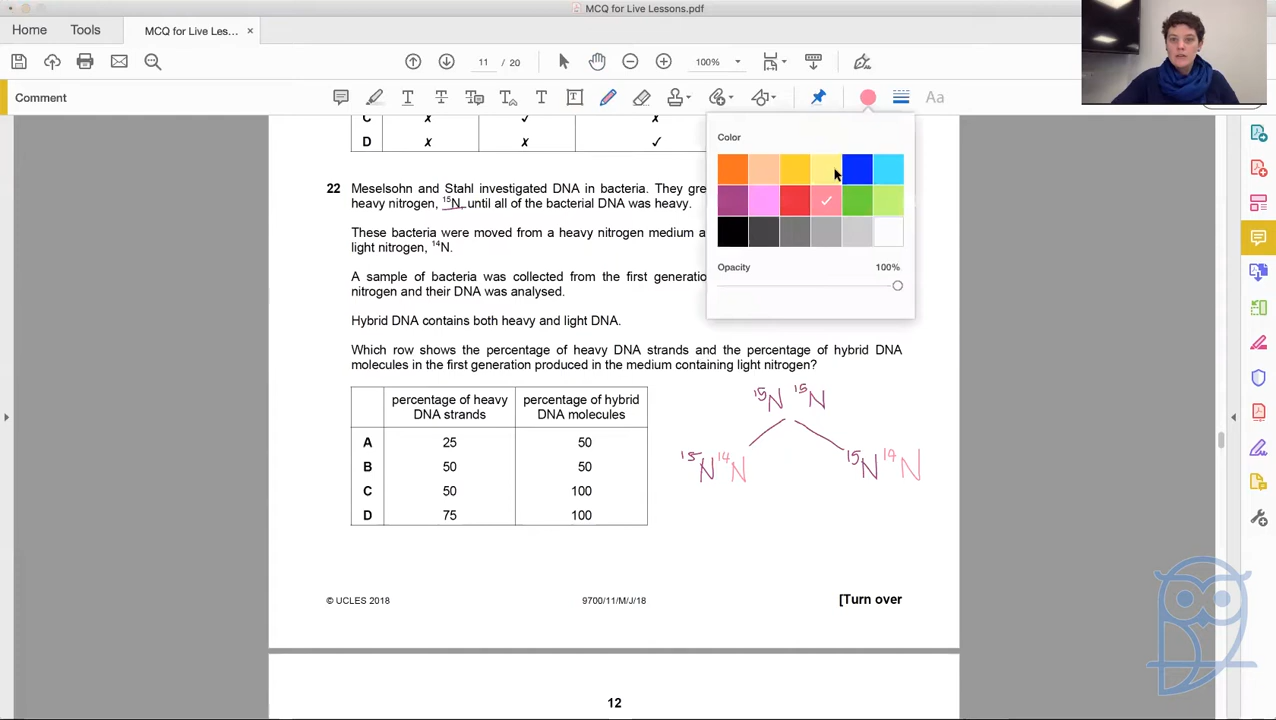 MCQ for Live Lessons.pdf
Home Tools MCQ for Live Les... ×
11 / 20 100%
Comment
Aa
C ✗ ✓ ✗
D ✗ ✗ ✓
Color
Opacity 100%
22 Meselsohn and Stahl investigated DNA in bacteria. They gre
heavy nitrogen, ¹⁵N, until all of the bacterial DNA was heavy.
These bacteria were moved from a heavy nitrogen medium a
light nitrogen, ¹⁴N.
A sample of bacteria was collected from the first generation
nitrogen and their DNA was analysed.
Hybrid DNA contains both heavy and light DNA.
Which row shows the percentage of heavy DNA strands and the percentage of hybrid DNA
molecules in the first generation produced in the medium containing light nitrogen?
percentage of heavy DNA strands percentage of hybrid DNA molecules
A 25 50
B 50 50
C 50 100
D 75 100
¹⁵N ¹⁵N
¹⁵N ¹⁴N ¹⁵N ¹⁴N
© UCLES 2018 9700/11/M/J/18 [Turn over
12